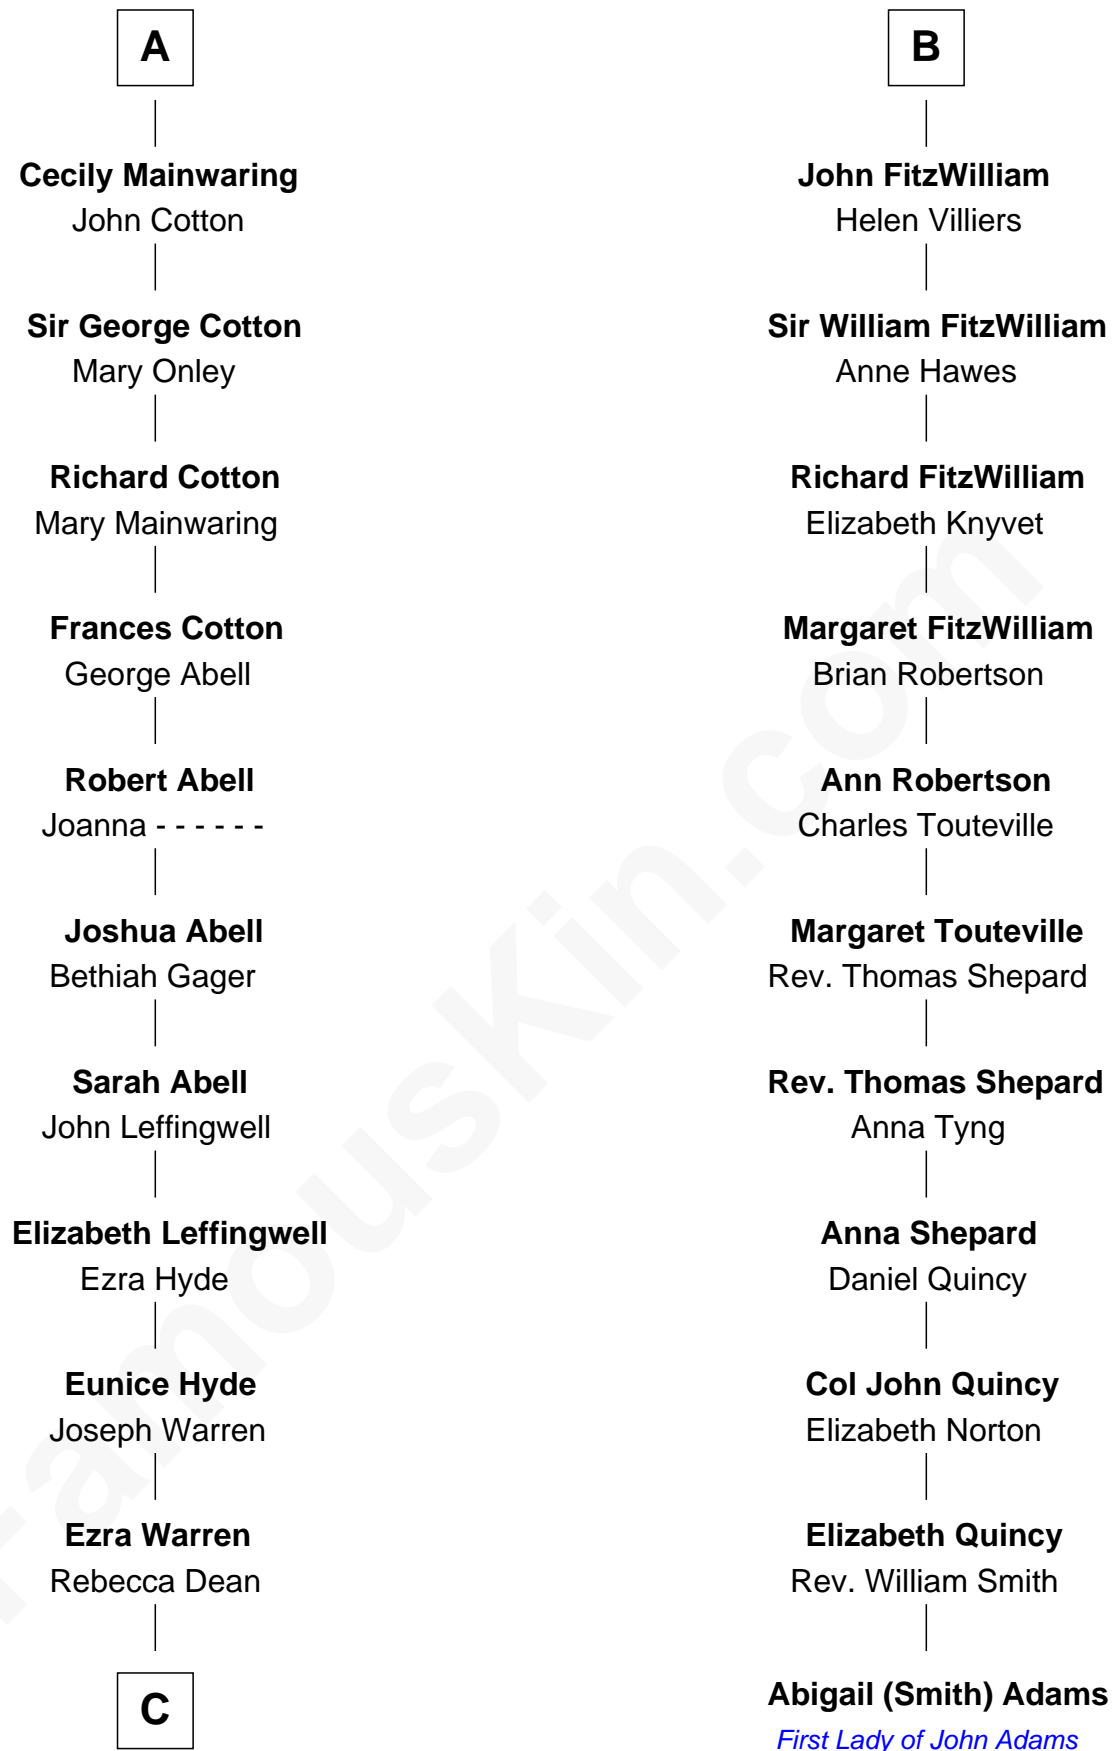 A
Cecily Mainwaring
John Cotton
Sir George Cotton
Mary Onley
Richard Cotton
Mary Mainwaring
Frances Cotton
George Abell
Robert Abell
Joanna - - - - - -
Joshua Abell
Bethiah Gager
Sarah Abell
John Leffingwell
Elizabeth Leffingwell
Ezra Hyde
Eunice Hyde
Joseph Warren
Ezra Warren
Rebecca Dean
C
B
John FitzWilliam
Helen Villiers
Sir William FitzWilliam
Anne Hawes
Richard FitzWilliam
Elizabeth Knyvet
Margaret FitzWilliam
Brian Robertson
Ann Robertson
Charles Touteville
Margaret Touteville
Rev. Thomas Shepard
Rev. Thomas Shepard
Anna Tyng
Anna Shepard
Daniel Quincy
Col John Quincy
Elizabeth Norton
Elizabeth Quincy
Rev. William Smith
Abigail (Smith) Adams
First Lady of John Adams
FamousKin.com